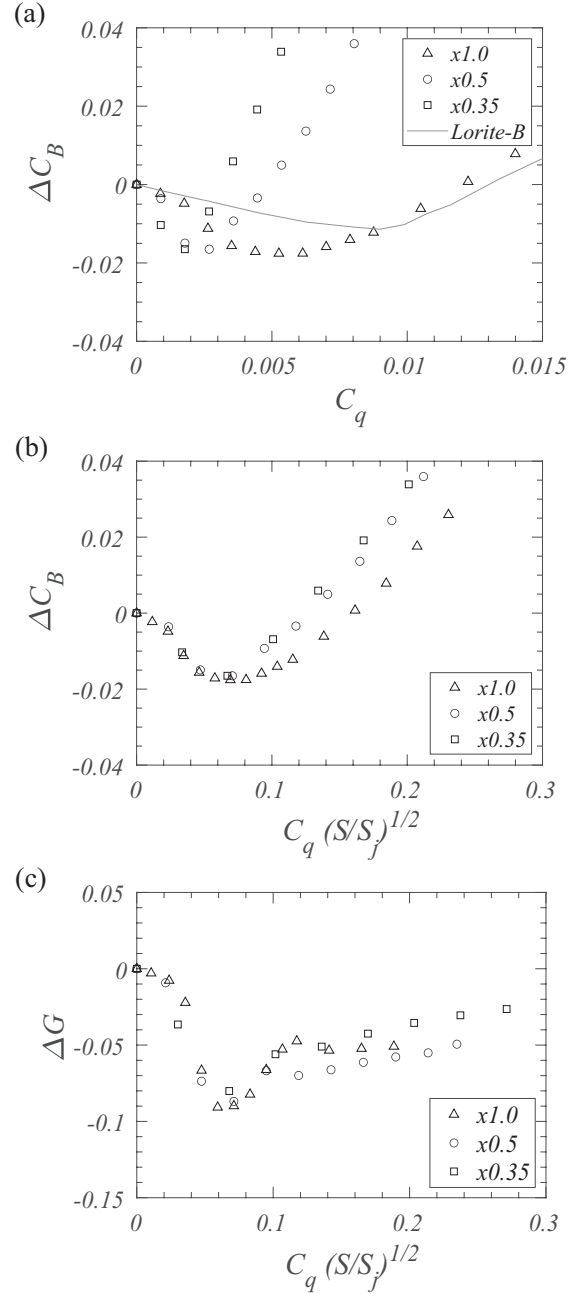 (a)
0.04
0.02
0
-0.02
-0.04
ΔC_B
x1.0
x0.5
x0.35
Lorite-B
0
0.005
0.01
0.015
C_q
(b)
0.04
0.02
0
-0.02
-0.04
ΔC_B
x1.0
x0.5
x0.35
0
0.1
0.2
0.3
C_q (S/S_j)^{1/2}
(c)
0.05
0
-0.05
-0.1
-0.15
ΔG
x1.0
x0.5
x0.35
0
0.1
0.2
0.3
C_q (S/S_j)^{1/2}